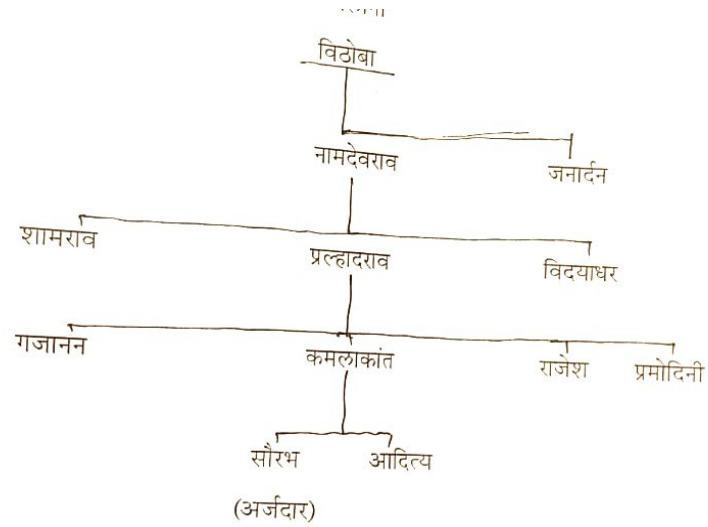 विठोबा
नामदेवराव जनार्दन
शामराव प्रल्हादराव विदयाधर
गजानन कमलाकांत राजेश प्रमोदिनी
सौरभ आदित्य
(अर्जदार)